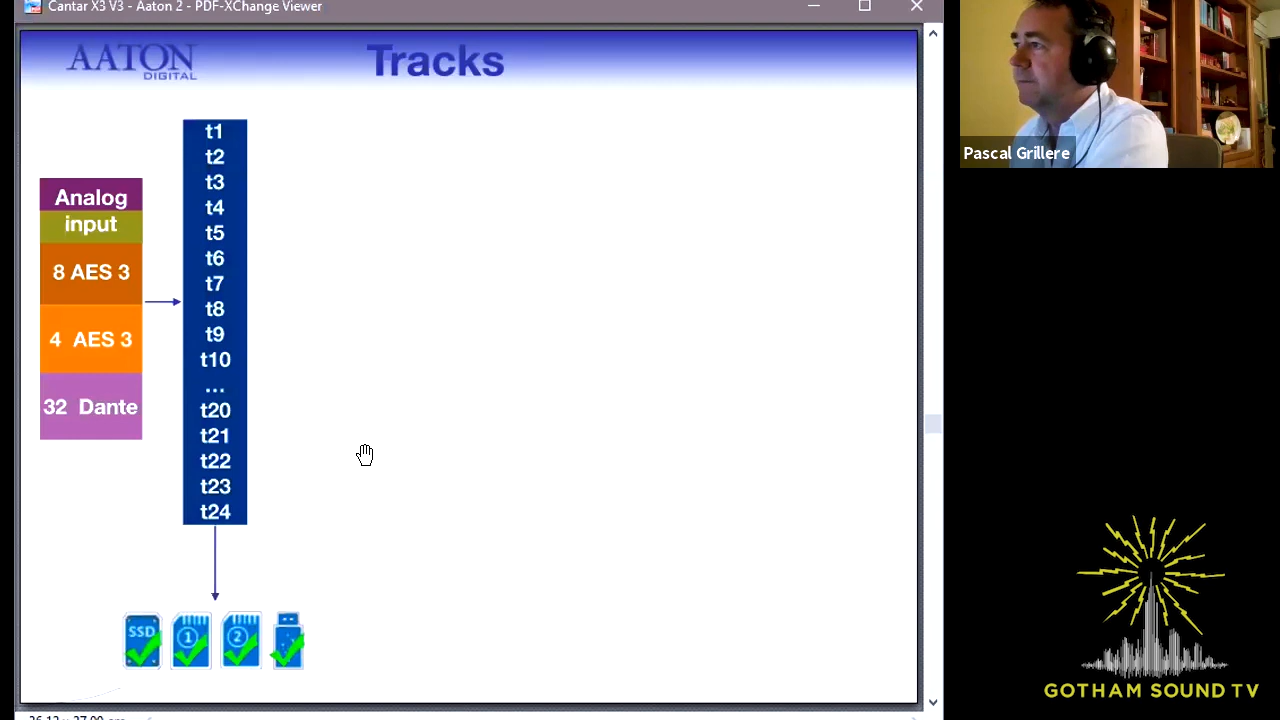 Cantar X3 V3 - Aaton 2 - PDF-XChange Viewer
AATON
DIGITAL
Tracks
Analog
input
8 AES 3
4 AES 3
32 Dante
t1
t2
t3
t4
t5
t6
t7
t8
t9
t10
...
t20
t21
t22
t23
t24
SSD
1
2
Pascal Grillere
GOTHAM SOUND TV